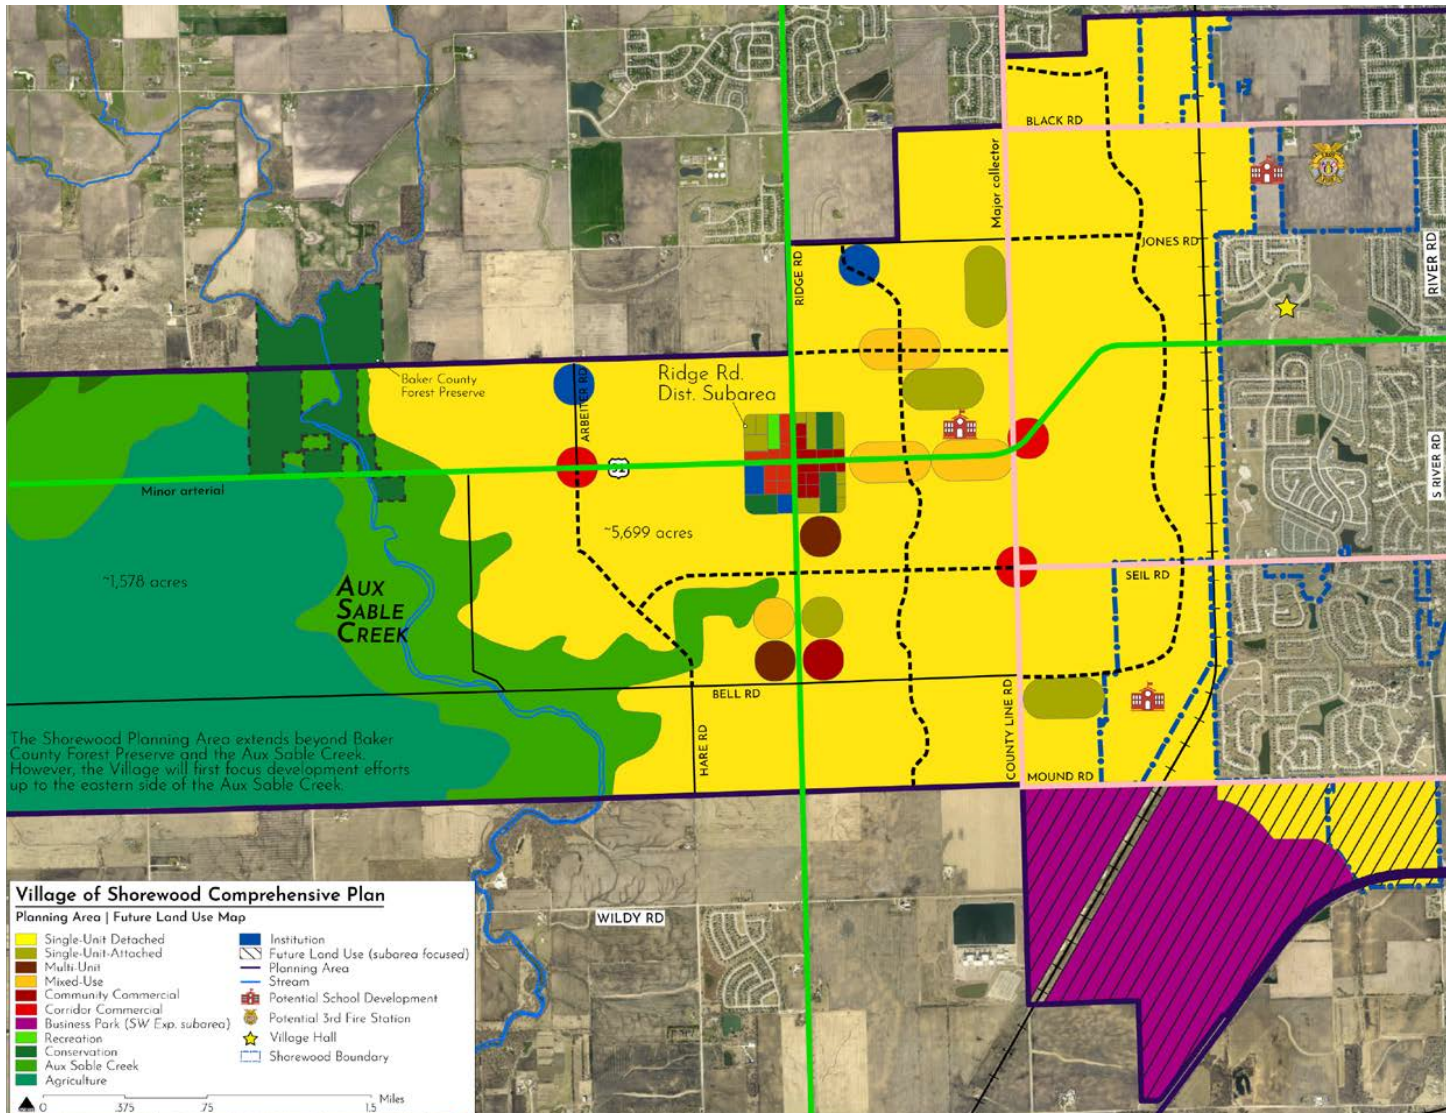 BLACK RD
Major collector
JONES RD
RIVER RD
RIDGE RD
Baker County
Forest Preserve
ARBEITER RD
Ridge Rd.
Dist. Subarea
52
Minor arterial
S RIVER RD
~5,699 acres
~1,578 acres
SEIL RD
AUX
SABLE
CREEK
BELL RD
HARE RD
COUNTY LINE RD
MOUND RD
The Shorewood Planning Area extends beyond Baker
County Forest Preserve and the Aux Sable Creek.
However, the Village will first focus development efforts
up to the eastern side of the Aux Sable Creek.
WILDY RD
Village of Shorewood Comprehensive Plan
Planning Area | Future Land Use Map
Single-Unit Detached
Single-Unit-Attached
Multi-Unit
Mixed-Use
Community Commercial
Corridor Commercial
Business Park (SW Exp. subarea)
Recreation
Conservation
Aux Sable Creek
Agriculture
Institution
Future Land Use (subarea focused)
Planning Area
Stream
Potential School Development
Potential 3rd Fire Station
Village Hall
Shorewood Boundary
0 .375 .75 1.5 Miles